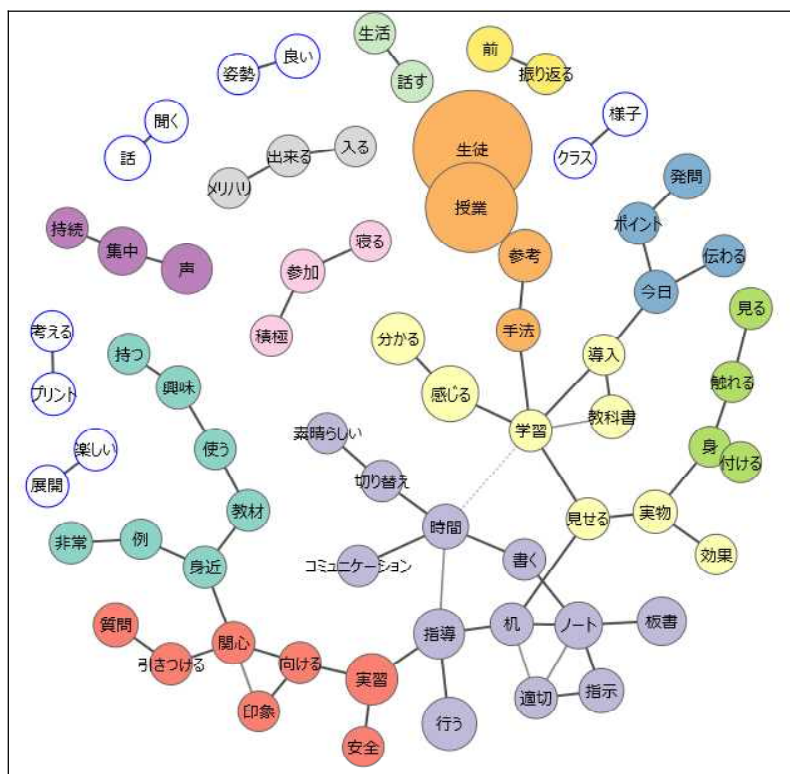 生活
話す
前
振り返る
良い
姿勢
様子
クラス
聞く
話
入る
出来る
メリハリ
生徒
授業
発問
ポイント
伝わる
今日
持続
集中
声
寝る
参加
積極
参考
手法
見る
触れる
身
付ける
考える
プリント
持つ
興味
使う
教材
分かる
感じる
導入
教科書
学習
楽しい
展開
素晴らしい
切り替え
時間
コミュニケーション
書く
見せる
実物
効果
非常
例
身近
質問
引きつける
関心
向ける
印象
実習
安全
指導
行う
机
ノート
板書
適切
指示